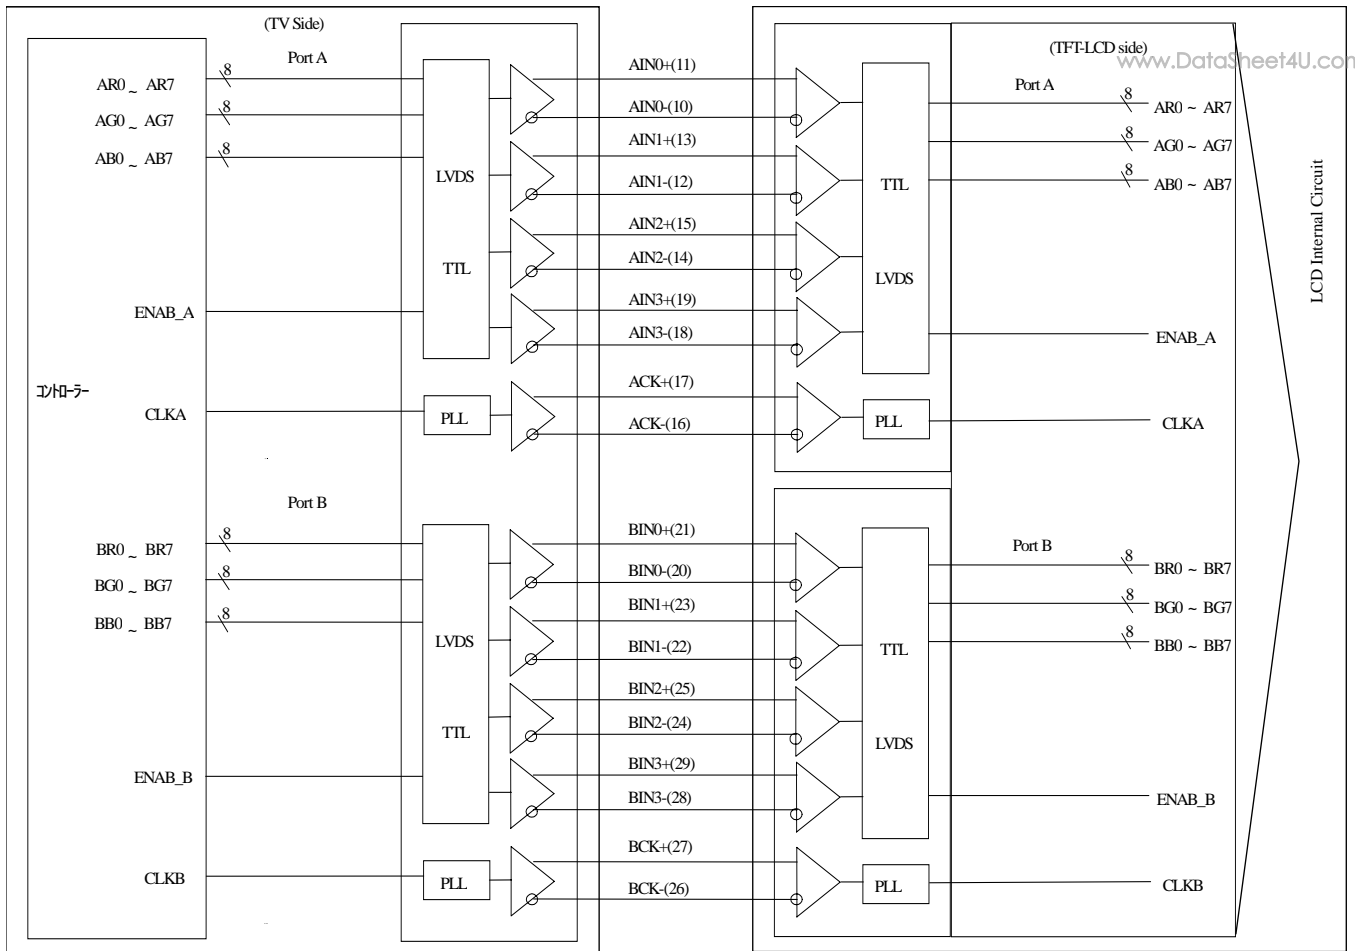 (TV Side)
Port A
AR0 ~ AR7
8
AG0 ~ AG7
8
AB0 ~ AB7
8
LVDS
TTL
ENAB_A
コントローラー
CLKA
PLL
AIN0+(11)
AIN0-(10)
AIN1+(13)
AIN1-(12)
AIN2+(15)
AIN2-(14)
AIN3+(19)
AIN3-(18)
ACK+(17)
ACK-(16)
(TFT-LCD side)
www.DataSheet4U.com
Port A
TTL
LVDS
PLL
8
AR0 ~ AR7
8
AG0 ~ AG7
8
AB0 ~ AB7
ENAB_A
CLKA
LCD Internal Circuit
Port B
BR0 ~ BR7
8
BG0 ~ BG7
8
BB0 ~ BB7
8
LVDS
TTL
ENAB_B
CLKB
PLL
BIN0+(21)
BIN0-(20)
BIN1+(23)
BIN1-(22)
BIN2+(25)
BIN2-(24)
BIN3+(29)
BIN3-(28)
BCK+(27)
BCK-(26)
Port B
TTL
LVDS
PLL
8
BR0 ~ BR7
8
BG0 ~ BG7
8
BB0 ~ BB7
ENAB_B
CLKB